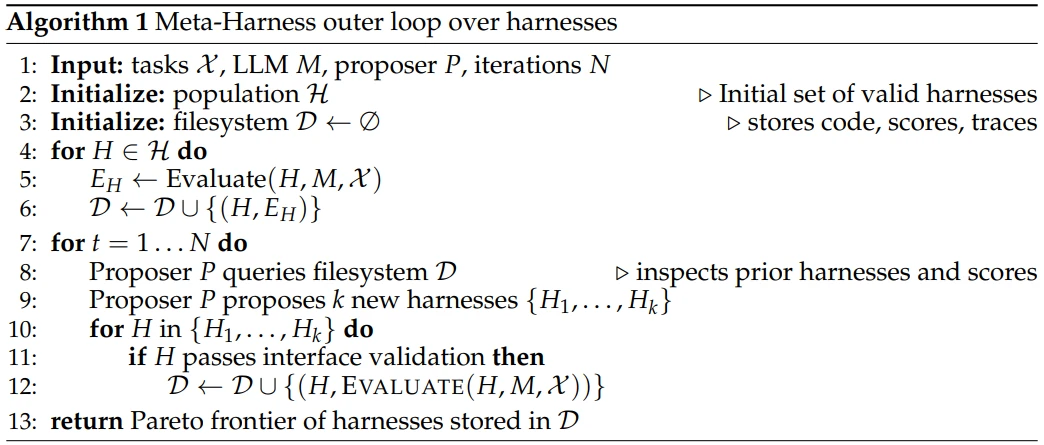 Algorithm 1 Meta-Harness outer loop over harnesses
1: Input: tasks 𝒳, LLM M, proposer P, iterations N
2: Initialize: population ℋ ▷ Initial set of valid harnesses
3: Initialize: filesystem 𝒟 ← ∅ ▷ stores code, scores, traces
4: for H ∈ ℋ do
5: E_H ← Evaluate(H, M, 𝒳)
6: 𝒟 ← 𝒟 ∪ {(H, E_H)}
7: for t = 1 … N do
8: Proposer P queries filesystem 𝒟 ▷ inspects prior harnesses and scores
9: Proposer P proposes k new harnesses {H₁, …, H_k}
10: for H in {H₁, …, H_k} do
11: if H passes interface validation then
12: 𝒟 ← 𝒟 ∪ {(H, EVALUATE(H, M, 𝒳))}
13: return Pareto frontier of harnesses stored in 𝒟